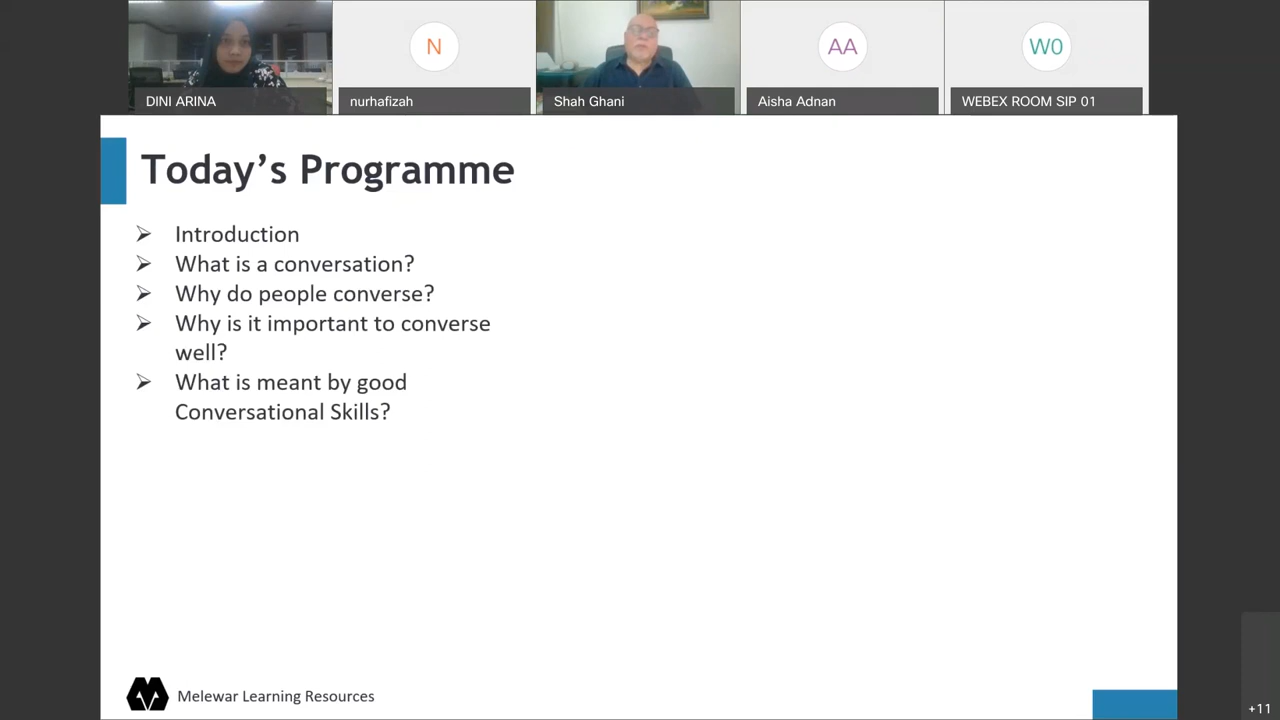 DINI ARINA
N
nurhafizah
Shah Ghani
AA
Aisha Adnan
W0
WEBEX ROOM SIP 01
Today’s Programme
➢ Introduction
➢ What is a conversation?
➢ Why do people converse?
➢ Why is it important to converse
well?
➢ What is meant by good
Conversational Skills?
Melewar Learning Resources
+11